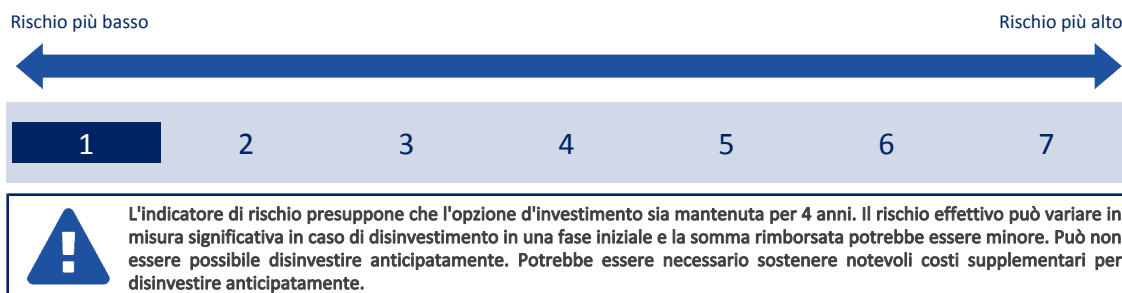 Rischio più basso Rischio più alto
1 2 3 4 5 6 7
L'indicatore di rischio presuppone che l'opzione d'investimento sia mantenuta per 4 anni. Il rischio effettivo può variare in
misura significativa in caso di disinvestimento in una fase iniziale e la somma rimborsata potrebbe essere minore. Può non
essere possibile disinvestire anticipatamente. Potrebbe essere necessario sostenere notevoli costi supplementari per
disinvestire anticipatamente.